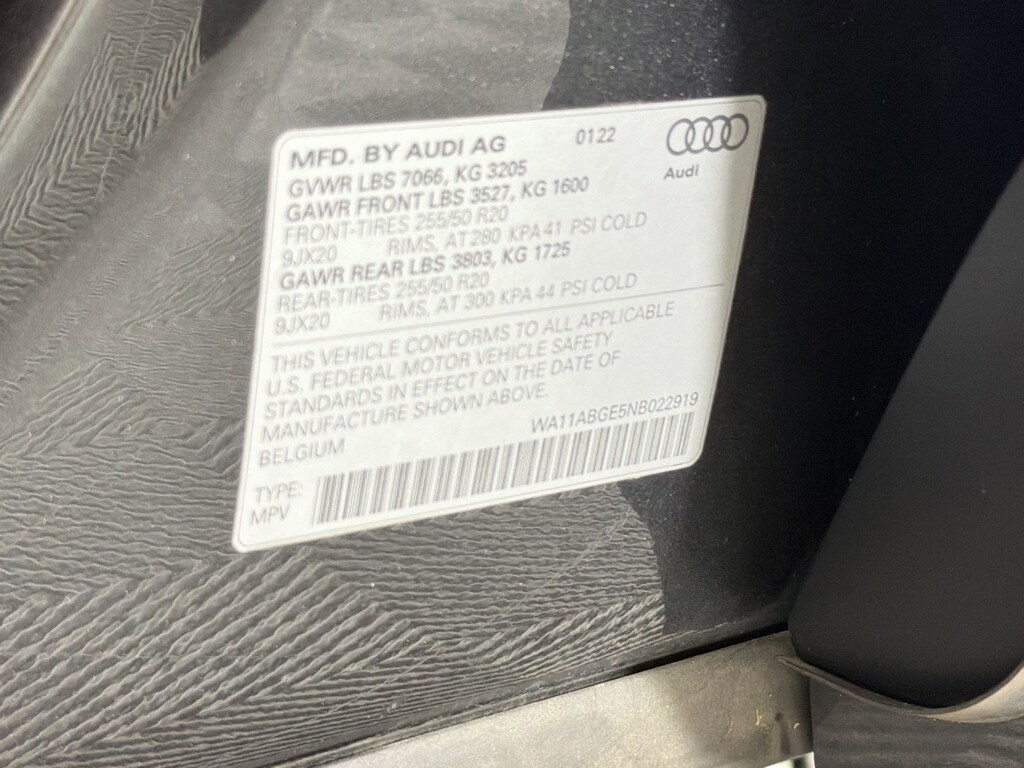 MFD. BY AUDI AG 0122
Audi
GVWR LBS 7066, KG 3205
GAWR FRONT LBS 3527, KG 1600
FRONT-TIRES 255/50 R20
9JX20 RIMS, AT 280 KPA 41 PSI COLD
GAWR REAR LBS 3803, KG 1725
REAR-TIRES 255/50 R20
9JX20 RIMS, AT 300 KPA 44 PSI COLD
THIS VEHICLE CONFORMS TO ALL APPLICABLE
U.S. FEDERAL MOTOR VEHICLE SAFETY
STANDARDS IN EFFECT ON THE DATE OF
MANUFACTURE SHOWN ABOVE.
BELGIUM WA11ABGE5NB022919
TYPE:
MPV